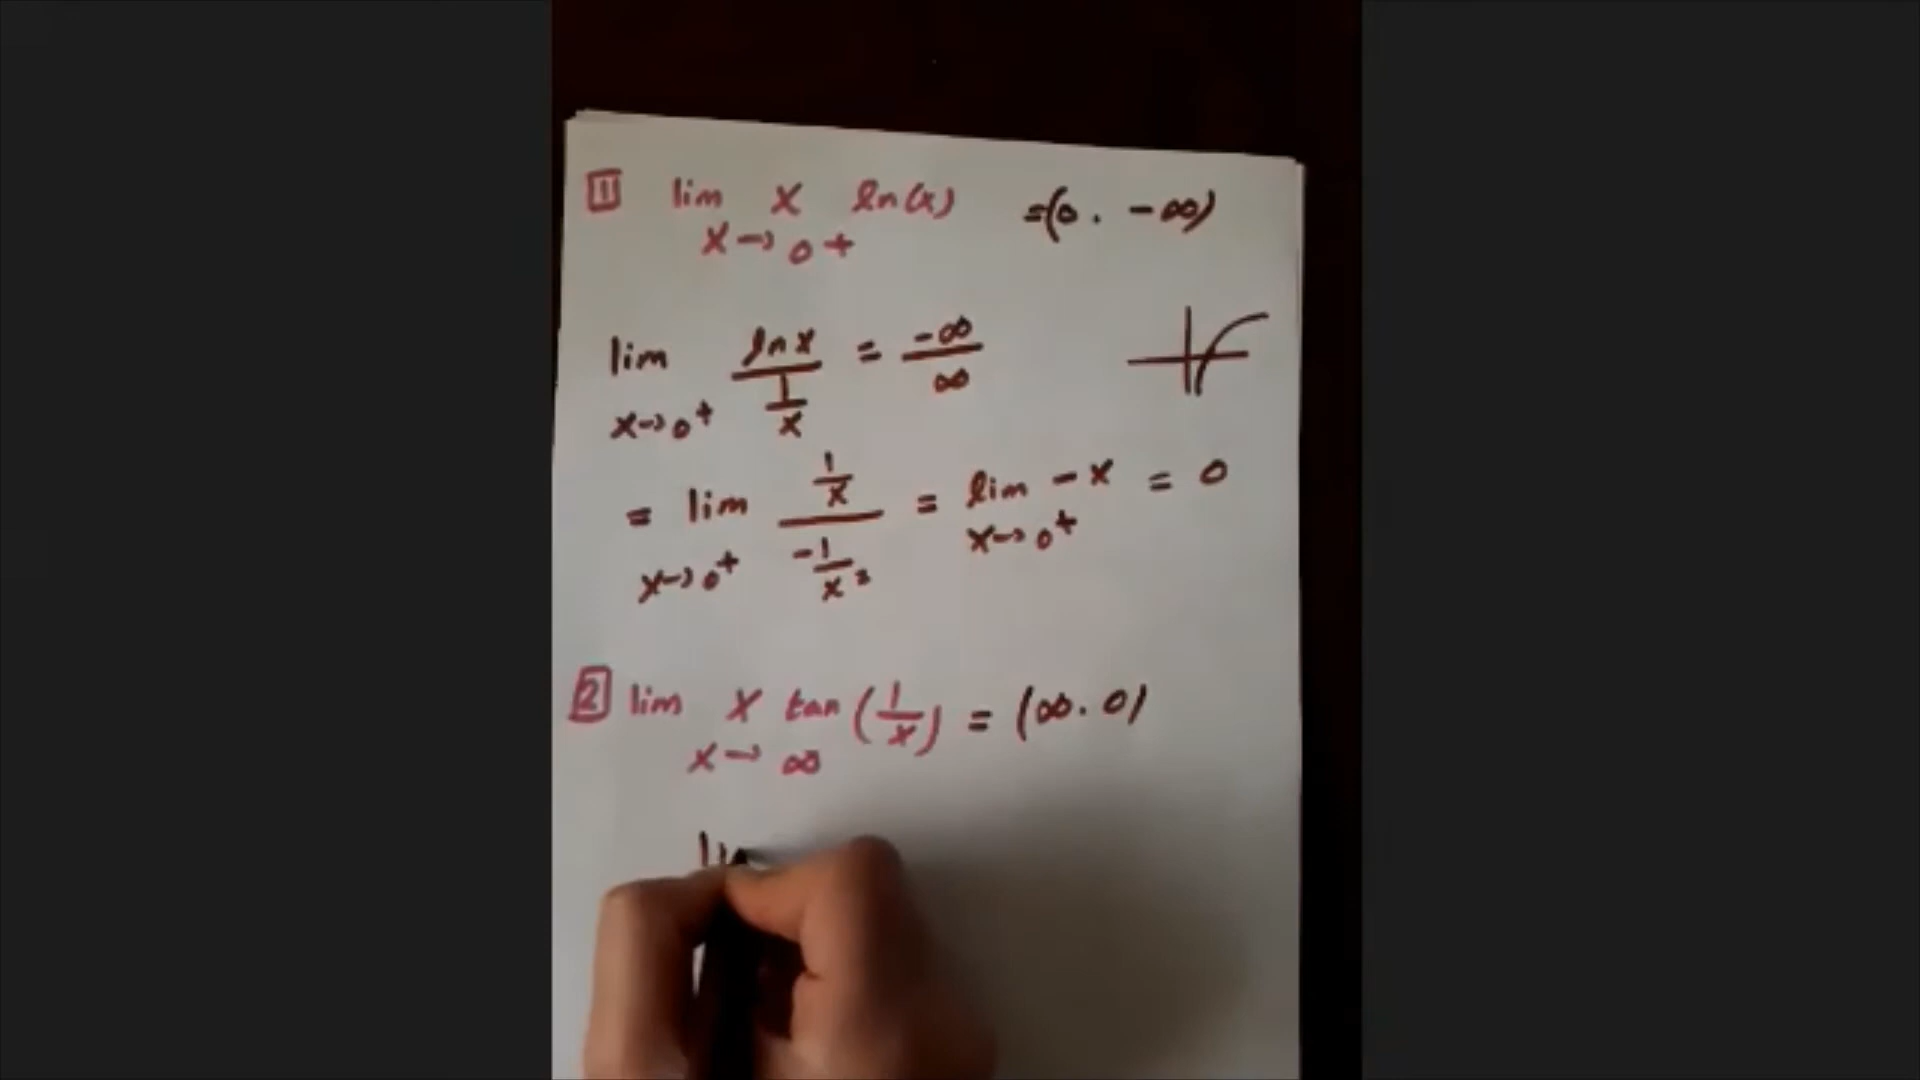 1 lim x ln(x) = (0 . -∞)
x→0+
lim ln x / 1/x = -∞/∞
x→0+
= lim 1/x / -1/x² = lim -x = 0
x→0+ x→0+
2 lim x tan(1/x) = (∞ . 0)
x→∞